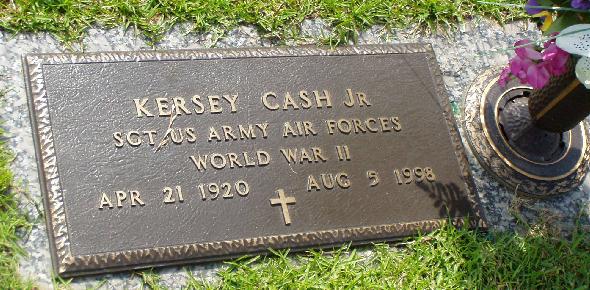 KERSEY CASH JR
SGT US ARMY AIR FORCES
WORLD WAR II
APR 21 1920 AUG 5 1998